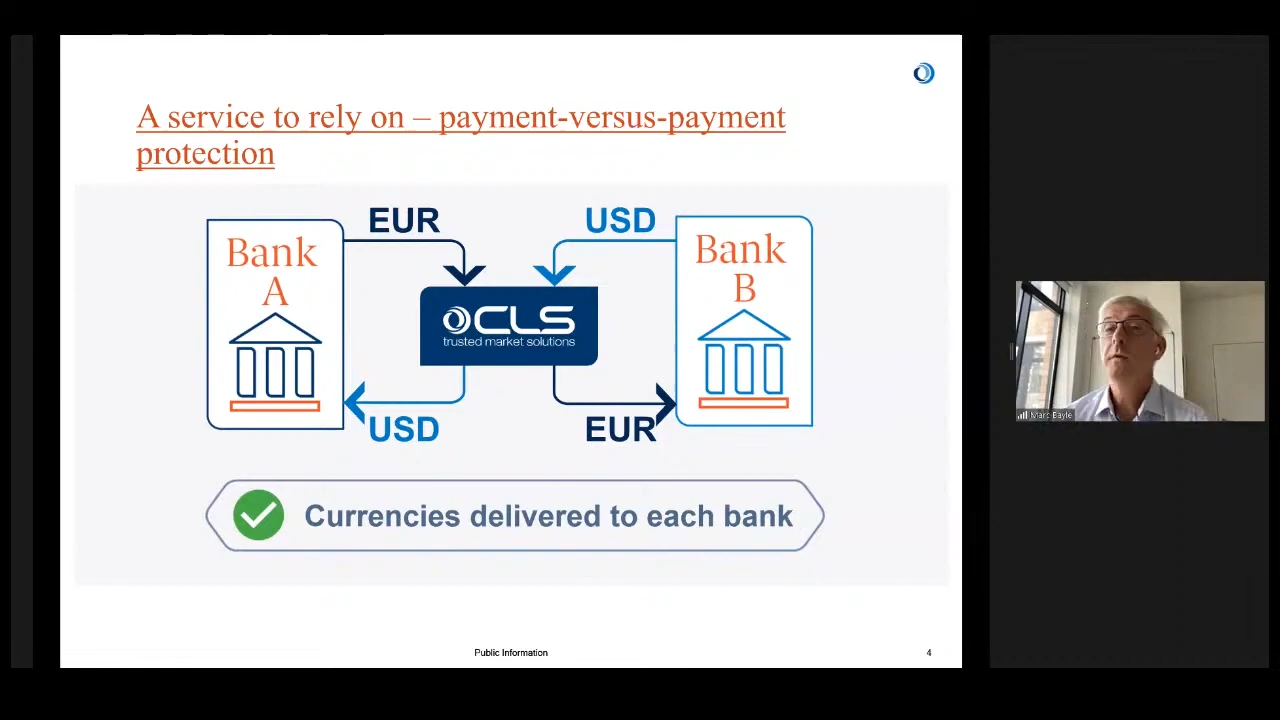 A service to rely on – payment-versus-payment
protection
EUR
USD
Bank
A
Bank
B
CLS
trusted market solutions
USD
EUR
Currencies delivered to each bank
Public Information
4
Marc Bayle